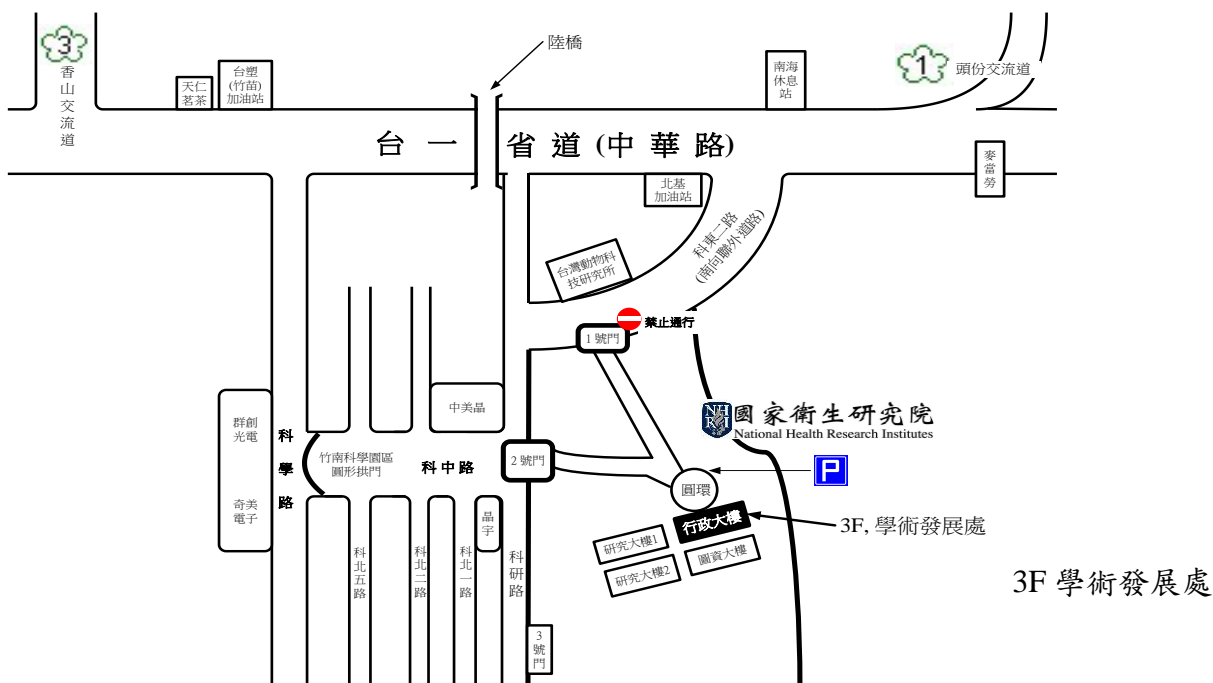 3
香山交流道
天仁
茗茶
台塑
(竹苗)
加油站
陸橋
南海
休息
站
1
頭份交流道
台一省道(中華路)
麥當勞
北基
加油站
科東二路
(南向聯外道路)
台灣動物科
技研究所
禁止通行
1號門
中美晶
群創
光電
奇美
電子
科學路
竹南科學園區
圓形拱門
科中路
2號門
NH
RI
國家衛生研究院
National Health Research Institutes
P
圓環
行政大樓
3F, 學術發展處
研究大樓1
研究大樓2
圖資大樓
晶宇
科北五路
科北二路
科北一路
科研路
3號門
3F 學術發展處